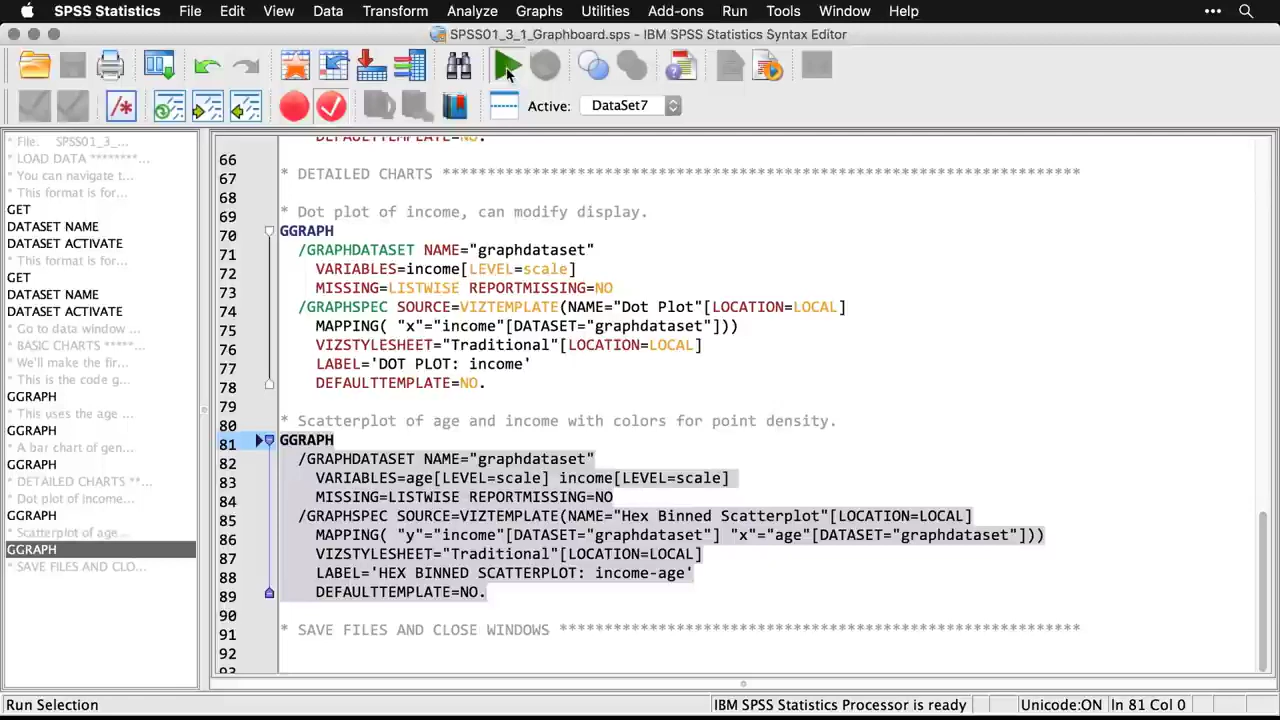 SPSS Statistics File Edit View Data Transform Analyze Graphs Utilities Add-ons Run Tools Window Help
SPSS01_3_1_Graphboard.sps - IBM SPSS Statistics Syntax Editor
Active: DataSet7
* File: SPSS01_3_...
* LOAD DATA ********...
* You can navigate t...
* This format is for...
GET
DATASET NAME
DATASET ACTIVATE
* This format is for...
GET
DATASET NAME
DATASET ACTIVATE
* Go to data window ...
* BASIC CHARTS *****...
* We'll make the fir...
* This is the code g...
GGRAPH
* This uses the age ...
GGRAPH
* A bar chart of gen...
GGRAPH
* DETAILED CHARTS **...
* Dot plot of income...
GGRAPH
* Scatterplot of age...
GGRAPH
* SAVE FILES AND CLO...
DEFAULTTEMPLATE=NO.
66
67 * DETAILED CHARTS ***********************************************************************
68
69 * Dot plot of income, can modify display.
70 GGRAPH
71 /GRAPHDATASET NAME="graphdataset"
72 VARIABLES=income[LEVEL=scale]
73 MISSING=LISTWISE REPORTMISSING=NO
74 /GRAPHSPEC SOURCE=VIZTEMPLATE(NAME="Dot Plot"[LOCATION=LOCAL]
75 MAPPING( "x"="income"[DATASET="graphdataset"]))
76 VIZSTYLESHEET="Traditional"[LOCATION=LOCAL]
77 LABEL='DOT PLOT: income'
78 DEFAULTTEMPLATE=NO.
79
80 * Scatterplot of age and income with colors for point density.
81 GGRAPH
82 /GRAPHDATASET NAME="graphdataset"
83 VARIABLES=age[LEVEL=scale] income[LEVEL=scale]
84 MISSING=LISTWISE REPORTMISSING=NO
85 /GRAPHSPEC SOURCE=VIZTEMPLATE(NAME="Hex Binned Scatterplot"[LOCATION=LOCAL]
86 MAPPING( "y"="income"[DATASET="graphdataset"] "x"="age"[DATASET="graphdataset"]))
87 VIZSTYLESHEET="Traditional"[LOCATION=LOCAL]
88 LABEL='HEX BINNED SCATTERPLOT: income-age'
89 DEFAULTTEMPLATE=NO.
90
91 * SAVE FILES AND CLOSE WINDOWS **********************************************************
92
93
Run Selection IBM SPSS Statistics Processor is ready Unicode:ON In 81 Col 0